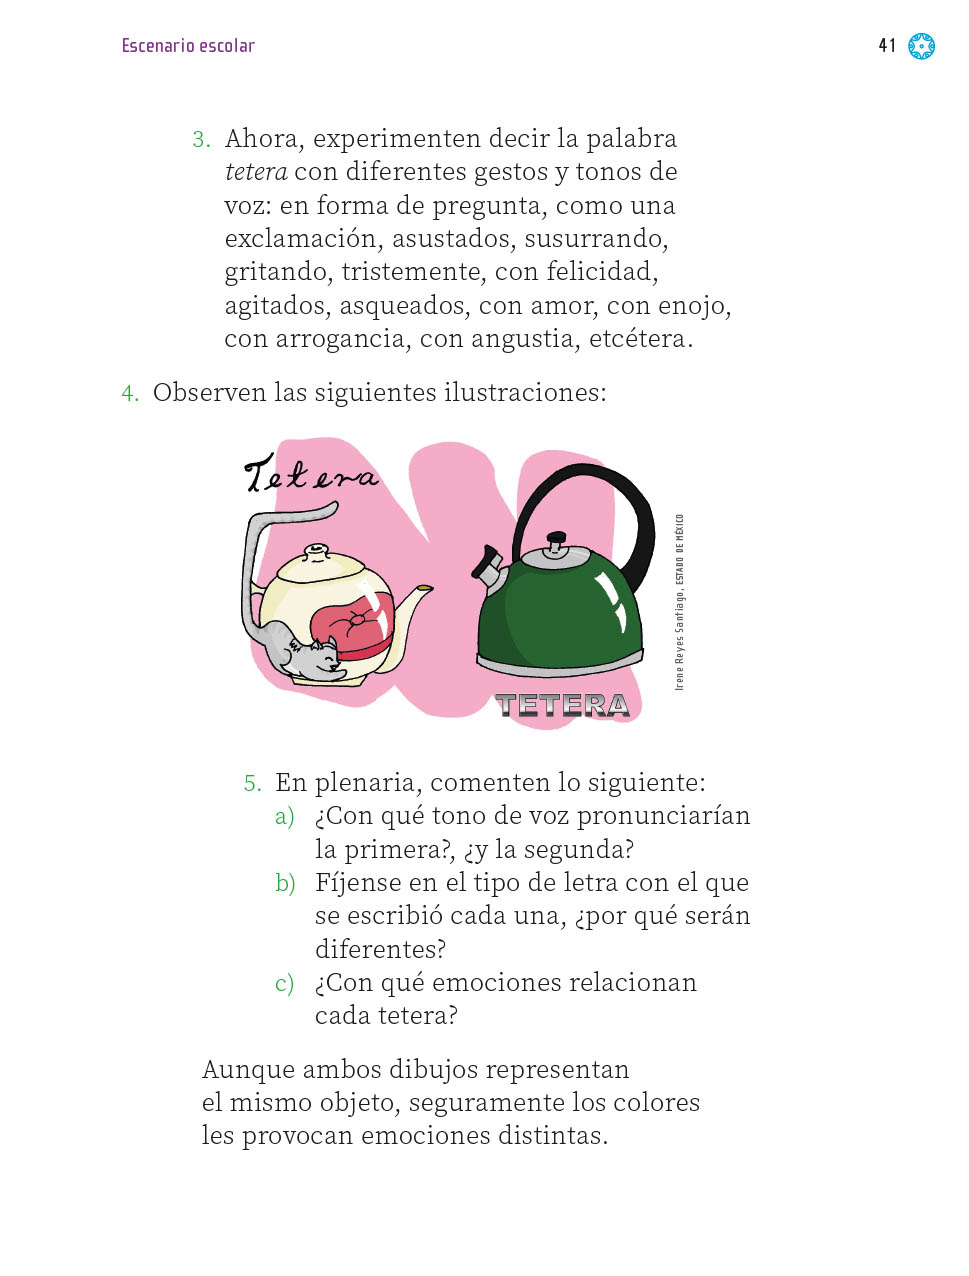 Escenario escolar
41
3. Ahora, experimenten decir la palabra
tetera con diferentes gestos y tonos de
voz: en forma de pregunta, como una
exclamación, asustados, susurrando,
gritando, tristemente, con felicidad,
agitados, asqueados, con amor, con enojo,
con arrogancia, con angustia, etcétera.
4. Observen las siguientes ilustraciones:
Tetera
TETERA
Irene Reyes Santiago, ESTADO DE MÉXICO
5. En plenaria, comenten lo siguiente:
a) ¿Con qué tono de voz pronunciarían
la primera?, ¿y la segunda?
b) Fíjense en el tipo de letra con el que
se escribió cada una, ¿por qué serán
diferentes?
c) ¿Con qué emociones relacionan
cada tetera?
Aunque ambos dibujos representan
el mismo objeto, seguramente los colores
les provocan emociones distintas.